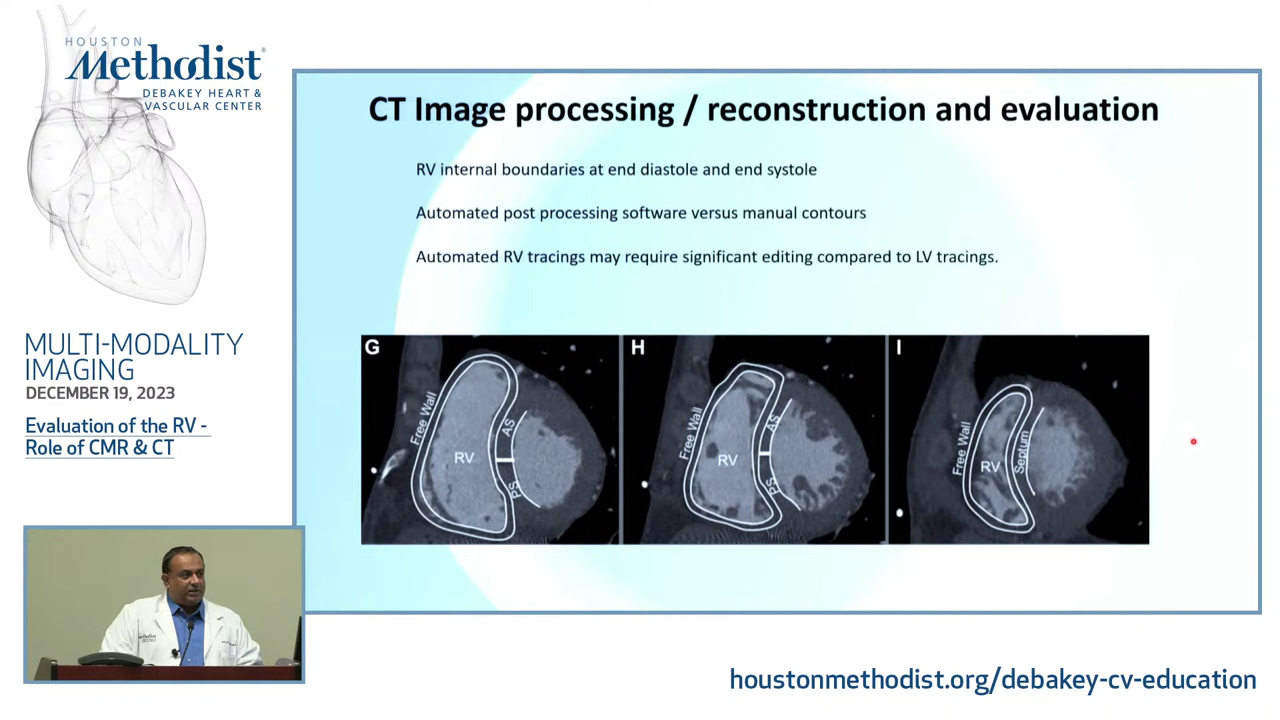 HOUSTON
Methodist®
DEBAKEY HEART &
VASCULAR CENTER
MULTI-MODALITY
IMAGING
DECEMBER 19, 2023
Evaluation of the RV -
Role of CMR & CT
CT Image processing / reconstruction and evaluation
RV internal boundaries at end diastole and end systole
Automated post processing software versus manual contours
Automated RV tracings may require significant editing compared to LV tracings.
G
Free Wall
RV
AS
PS
H
Free Wall
RV
AS
PS
I
Free Wall
RV
Septum
houstonmethodist.org/debakey-cv-education